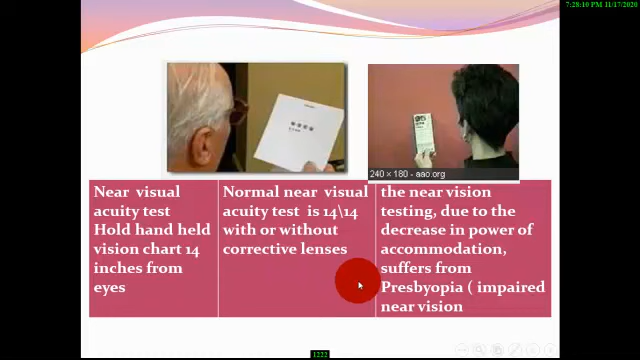 7:28:10 PM 11/17/2020
240 × 180 - aao.org
Near visual
acuity test
Hold hand held
vision chart 14
inches from
eyes
Normal near visual
acuity test is 14\14
with or without
corrective lenses
the near vision
testing, due to the
decrease in power of
accommodation,
suffers from
Presbyopia ( impaired
near vision
1222